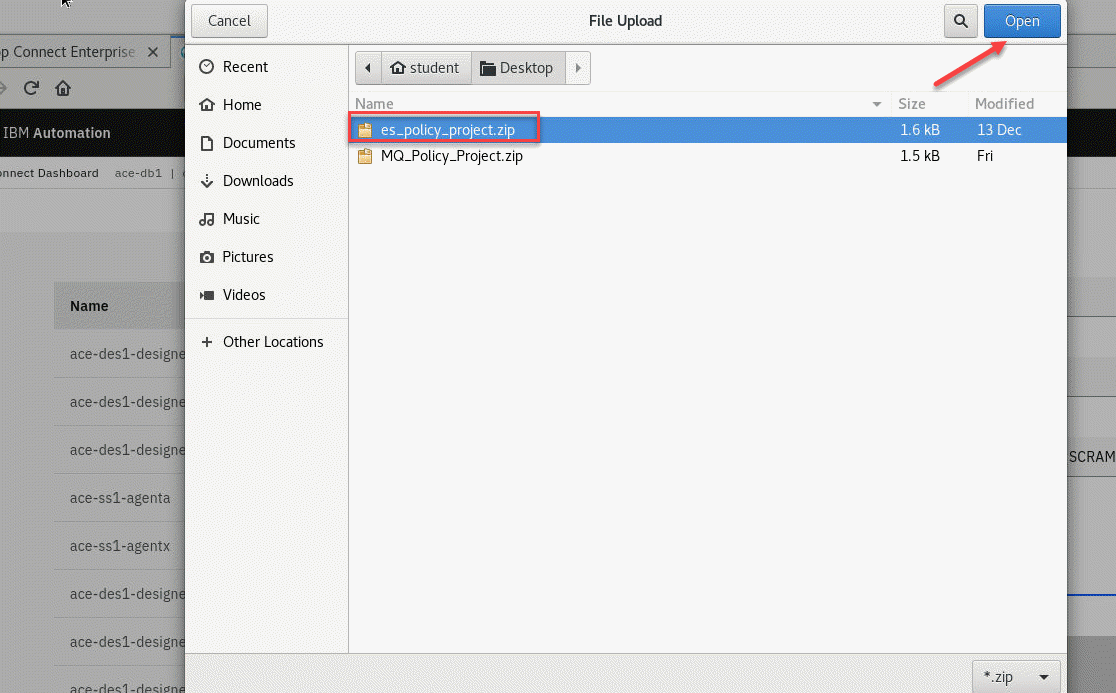 Cancel
File Upload
Open
Connect Enterprise
IBM Automation
Dashboard
ace-db1 |
Name
ace-des1-designe
ace-des1-designe
ace-des1-designe
ace-ss1-agenta
ace-ss1-agentx
ace-des1-designe
ace-des1-designe
ace-des1-designe
Recent
Home
Documents
Downloads
Music
Pictures
Videos
+ Other Locations
student
Desktop
Name
Size
Modified
es_policy_project.zip
1.6 kB
13 Dec
MQ_Policy_Project.zip
1.5 kB
Fri
SCRAM
*.zip